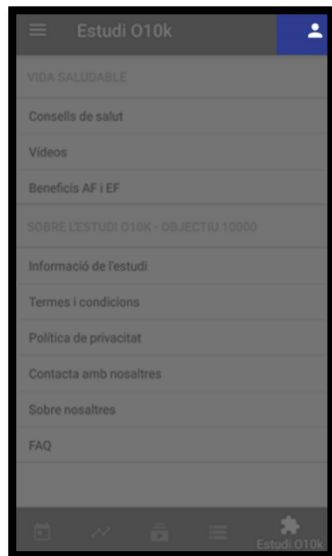 Estudi O10k
VIDA SALUDABLE
Consells de salut
Vídeos
Beneficis AF i EF
SOBRE L'ESTUDI O10K - OBJECTIU 10000
Informació de l'estudi
Termes i condicions
Política de privacitat
Contacta amb nosaltres
Sobre nosaltres
FAQ
Estudi O10k